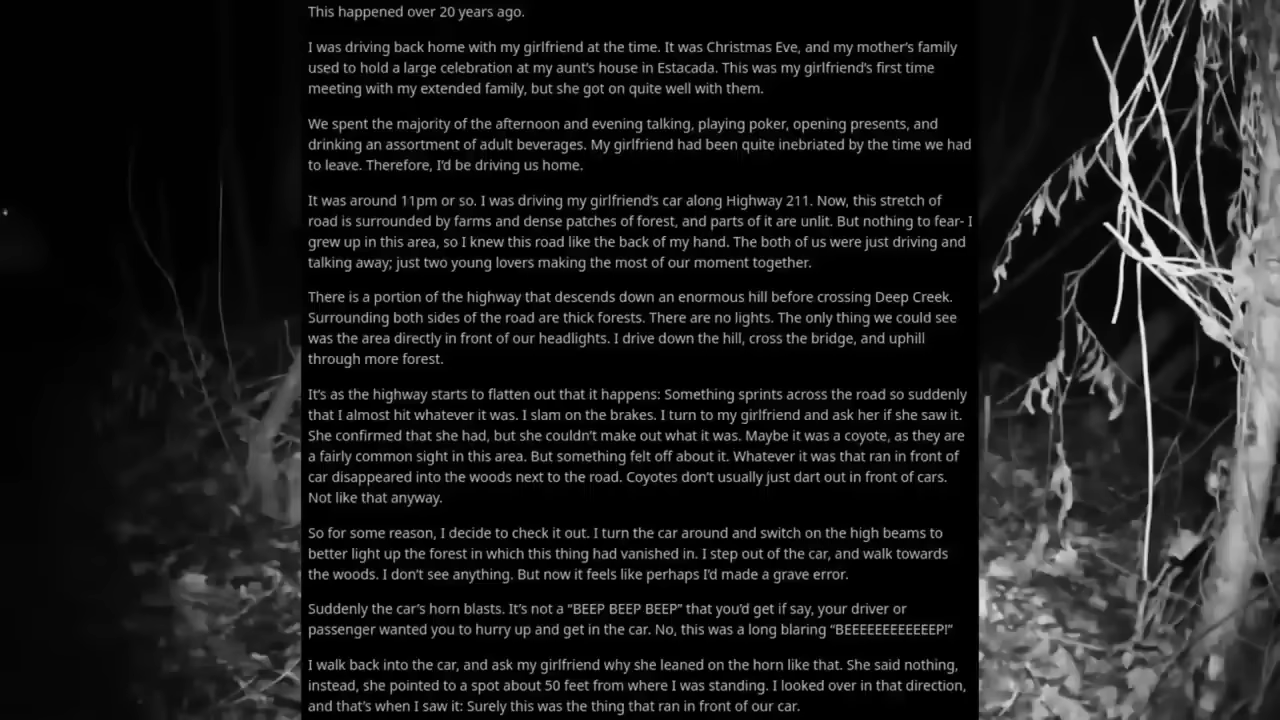 This happened over 20 years ago.
I was driving back home with my girlfriend at the time. It was Christmas Eve, and my mother's family
used to hold a large celebration at my aunt's house in Estacada. This was my girlfriend's first time
meeting with my extended family, but she got on quite well with them.
We spent the majority of the afternoon and evening talking, playing poker, opening presents, and
drinking an assortment of adult beverages. My girlfriend had been quite inebriated by the time we had
to leave. Therefore, I'd be driving us home.
It was around 11pm or so. I was driving my girlfriend's car along Highway 211. Now, this stretch of
road is surrounded by farms and dense patches of forest, and parts of it are unlit. But nothing to fear- I
grew up in this area, so I knew this road like the back of my hand. The both of us were just driving and
talking away; just two young lovers making the most of our moment together.
There is a portion of the highway that descends down an enormous hill before crossing Deep Creek.
Surrounding both sides of the road are thick forests. There are no lights. The only thing we could see
was the area directly in front of our headlights. I drive down the hill, cross the bridge, and uphill
through more forest.
It's as the highway starts to flatten out that it happens: Something sprints across the road so suddenly
that I almost hit whatever it was. I slam on the brakes. I turn to my girlfriend and ask her if she saw it.
She confirmed that she had, but she couldn't make out what it was. Maybe it was a coyote, as they are
a fairly common sight in this area. But something felt off about it. Whatever it was that ran in front of
car disappeared into the woods next to the road. Coyotes don't usually just dart out in front of cars.
Not like that anyway.
So for some reason, I decide to check it out. I turn the car around and switch on the high beams to
better light up the forest in which this thing had vanished in. I step out of the car, and walk towards
the woods. I don't see anything. But now it feels like perhaps I'd made a grave error.
Suddenly the car's horn blasts. It's not a “BEEP BEEP BEEP” that you'd get if say, your driver or
passenger wanted you to hurry up and get in the car. No, this was a long blaring “BEEEEEEEEEEEEP!”
I walk back into the car, and ask my girlfriend why she leaned on the horn like that. She said nothing,
instead, she pointed to a spot about 50 feet from where I was standing. I looked over in that direction,
and that's when I saw it: Surely this was the thing that ran in front of our car.